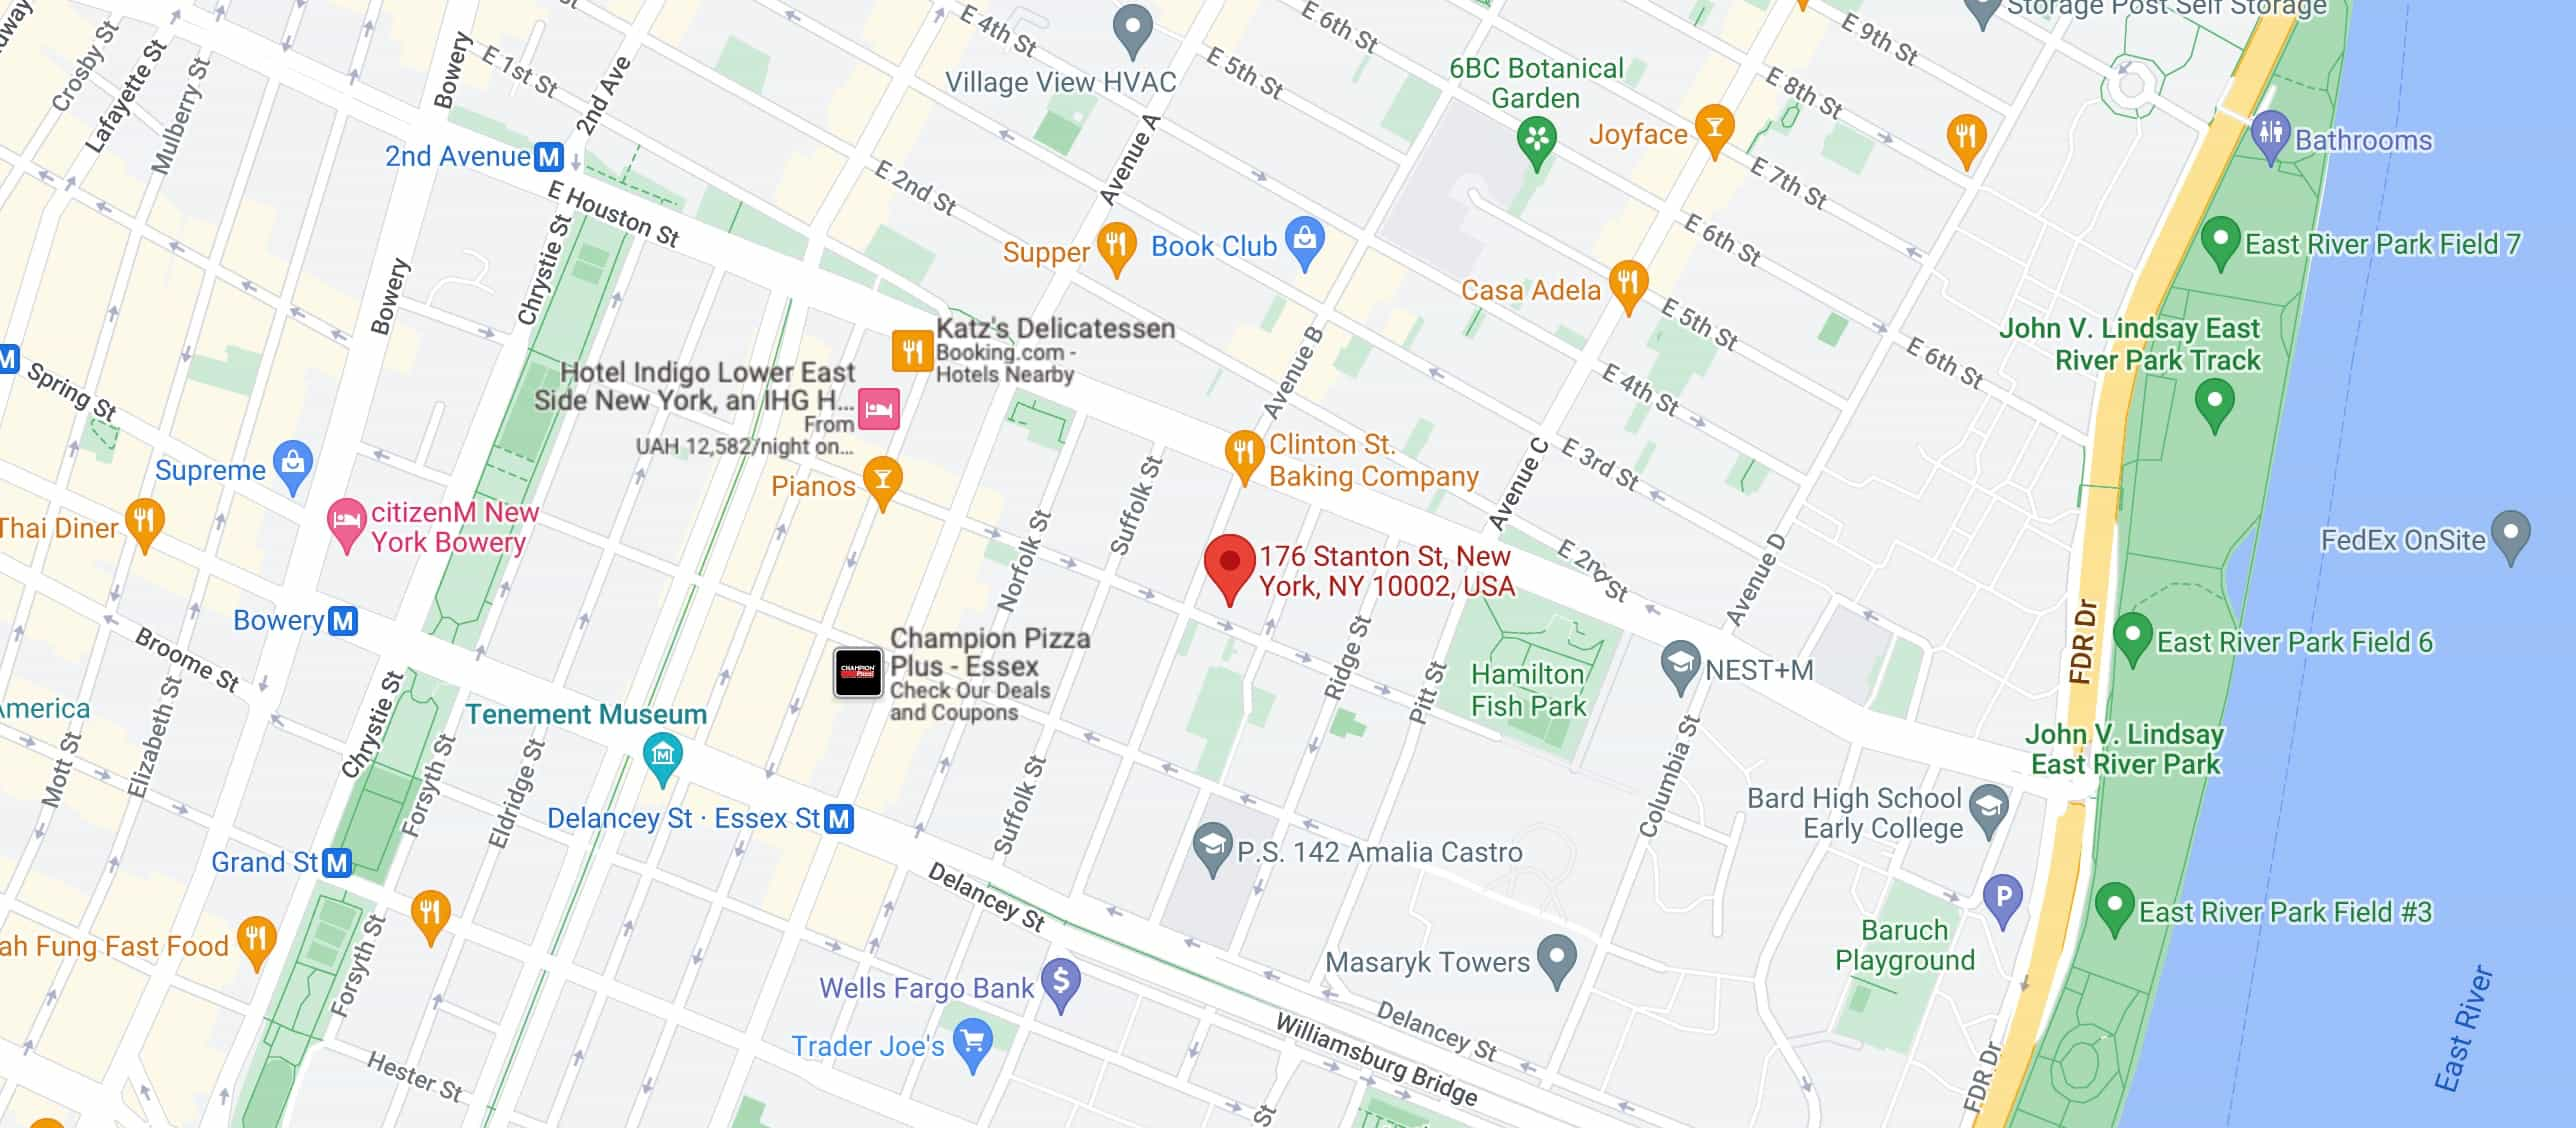 Storage Post Self Storage
E 9th St
E 4th St
E 6th St
Crosby St
Lafayette St
Mulberry St
Bowery
E 1st St
2nd Ave
Village View HVAC
E 5th St
6BC Botanical
Garden
E 8th St
Joyface
Bathrooms
2nd Avenue
M
Avenue A
E 2nd St
E 7th St
E Houston St
Chrystie St
Supper
Book Club
E 6th St
East River Park Field 7
Bowery
Casa Adela
E 5th St
John V. Lindsay East
River Park Track
E 6th St
Katz's Delicatessen
Booking.com -
Hotels Nearby
Hotel Indigo Lower East
Side New York, an IHG H...
From
UAH 12,582/night on...
Avenue B
E 4th St
M
Spring St
Supreme
Pianos
Clinton St.
Baking Company
E 3rd St
Avenue C
Suffolk St
Thai Diner
citizenM New
York Bowery
Norfolk St
176 Stanton St, New
York, NY 10002, USA
E 2nd St
Avenue D
FedEx OnSite
Bowery
M
Broome St
Champion Pizza
Plus - Essex
Check Our Deals
and Coupons
CHAMPION
Pizza
Ridge St
Pitt St
Hamilton
Fish Park
NEST+M
FDR Dr
East River Park Field 6
America
Mott St
Elizabeth St
Chrystie St
Forsyth St
Eldridge St
Tenement Museum
Delancey St · Essex St
M
Suffolk St
Columbia St
John V. Lindsay
East River Park
Bard High School
Early College
P.S. 142 Amalia Castro
Grand St
M
Delancey St
P
East River Park Field #3
ah Fung Fast Food
Forsyth St
Baruch
Playground
Masaryk Towers
Wells Fargo Bank
$
Trader Joe's
Delancey St
Williamsburg Bridge
Hester St
St
FDR Dr
East River